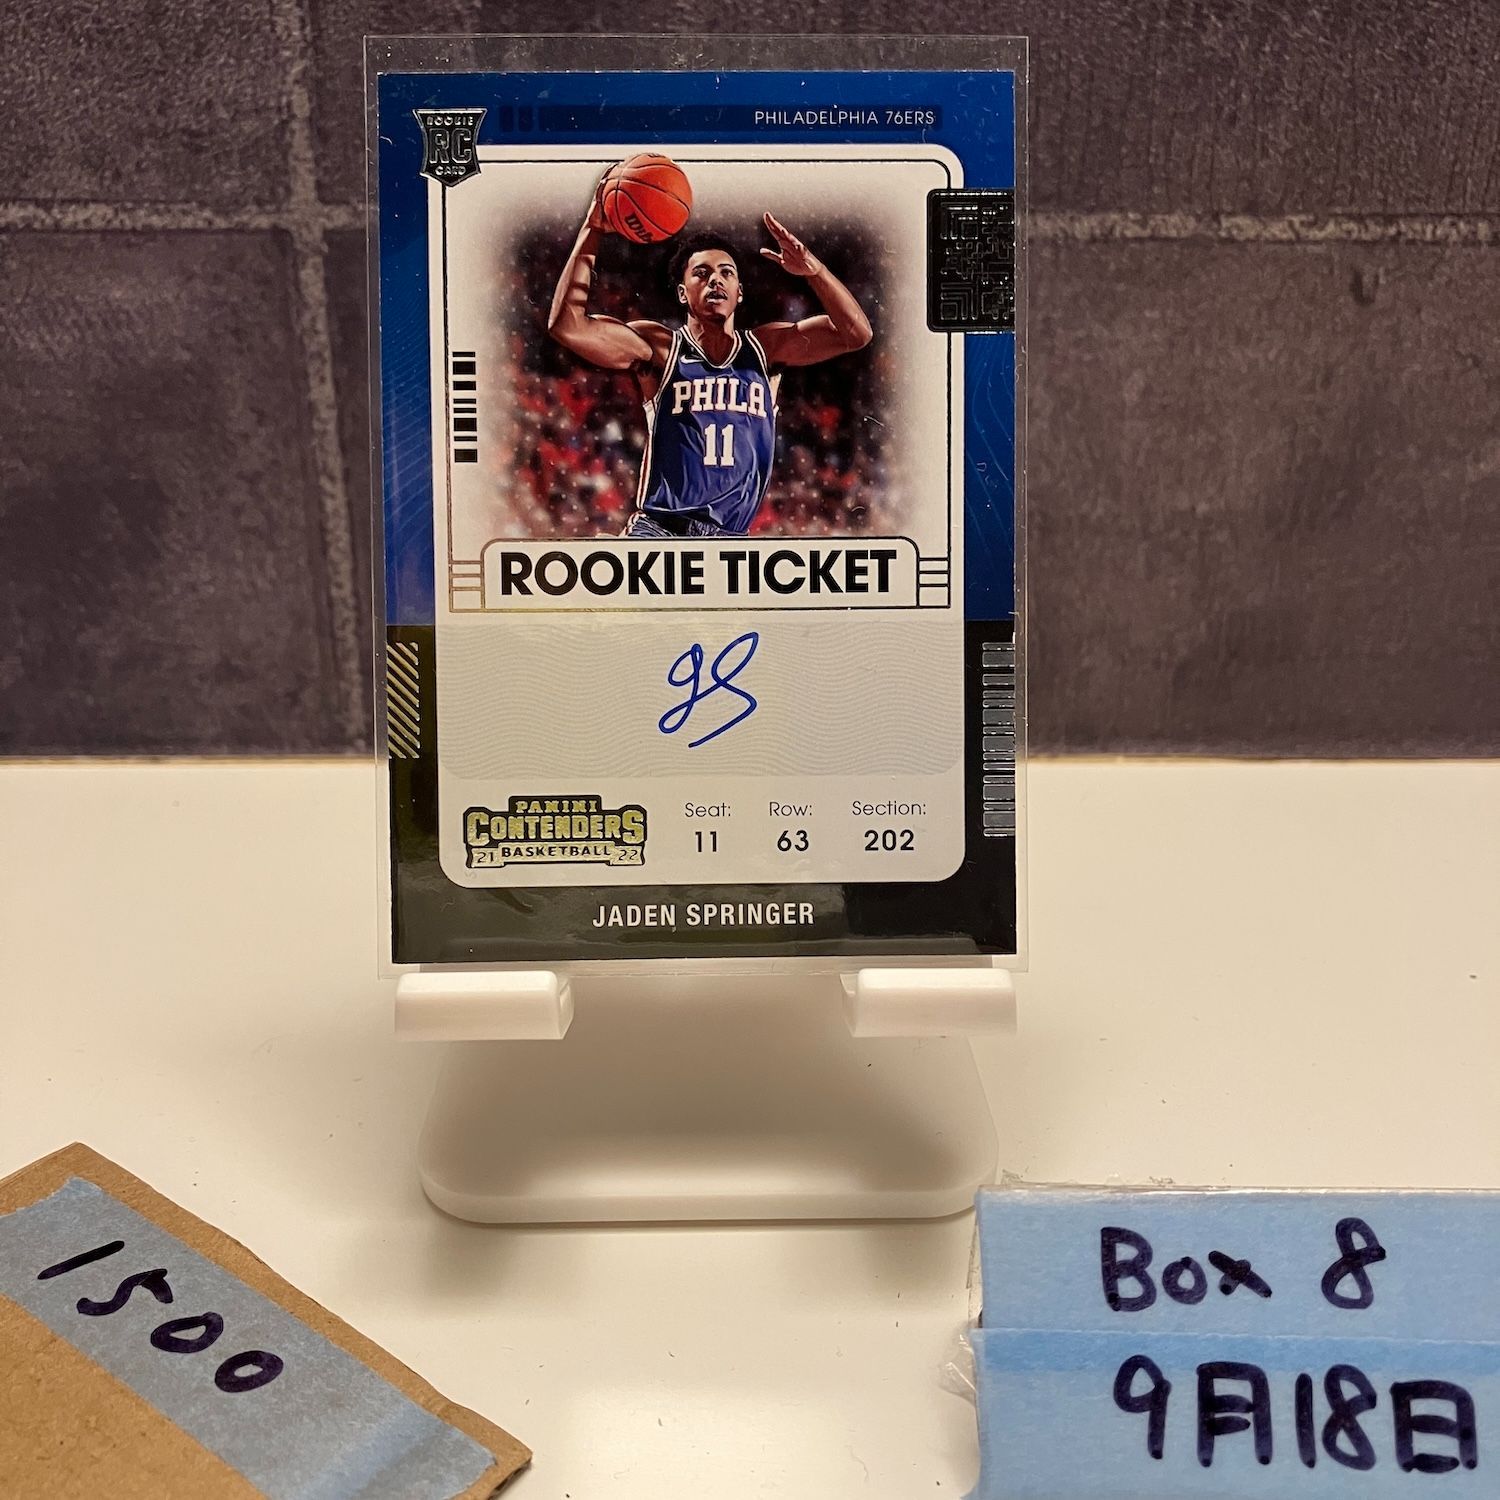 PHILADELPHIA 76ERS
ROOKIE
RC
CARD
PHILA
11
ROOKIE TICKET
JS
PANINI
CONTENDERS
21 BASKETBALL 22
Seat: Row: Section:
11 63 202
JADEN SPRINGER
1500
Box 8
9月18日